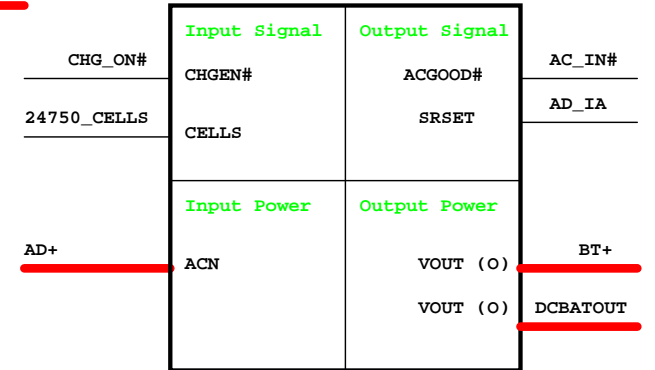 Input Signal Output Signal
CHG_ON# CHGEN# ACGOOD# AC_IN#
24750_CELLS CELLS SRSET AD_IA
Input Power Output Power
AD+ ACN VOUT (O) BT+
VOUT (O) DCBATOUT